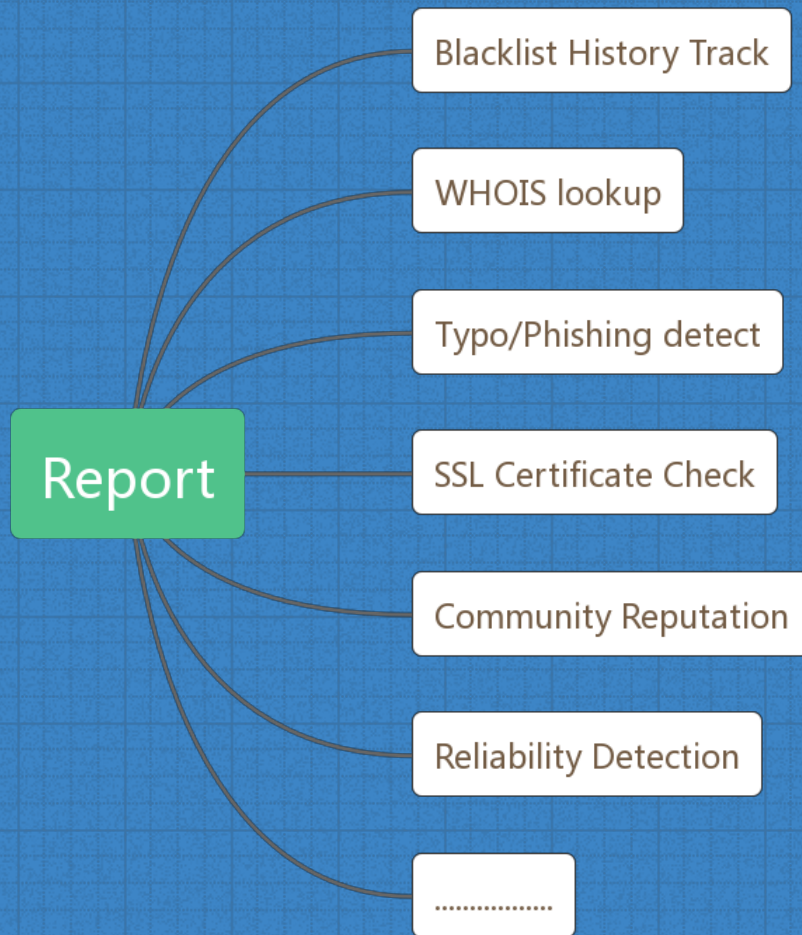 Blacklist History Track
WHOIS lookup
Typo/Phishing detect
Report
SSL Certificate Check
Community Reputation
Reliability Detection
.................